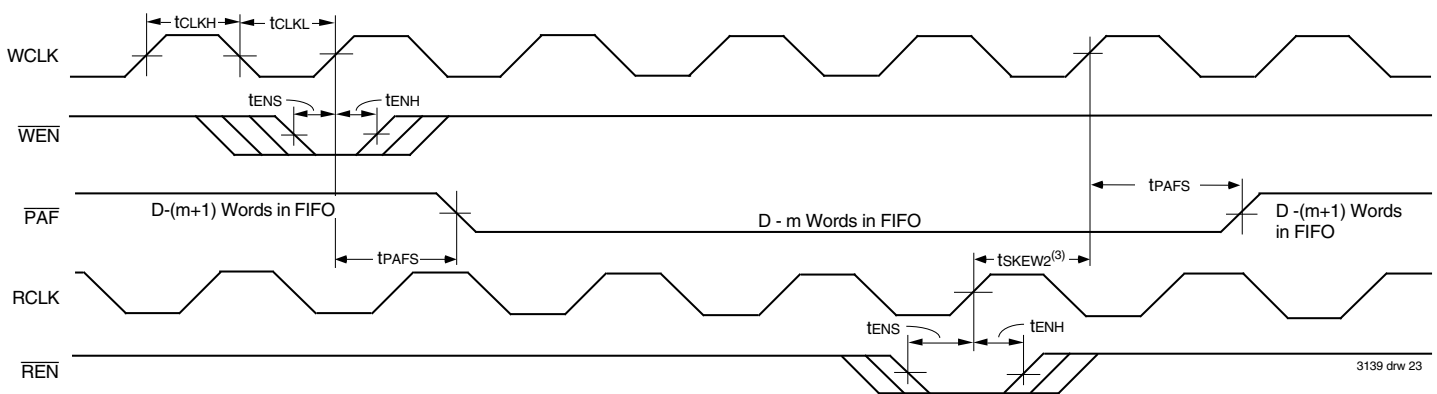 tCLKH
tCLKL
WCLK
tENS
tENH
WEN
PAF
D-(m+1) Words in FIFO
tPAFS
D - m Words in FIFO
tPAFS
D -(m+1) Words
in FIFO
tSKEW2(3)
RCLK
tENS
tENH
REN
3139 drw 23